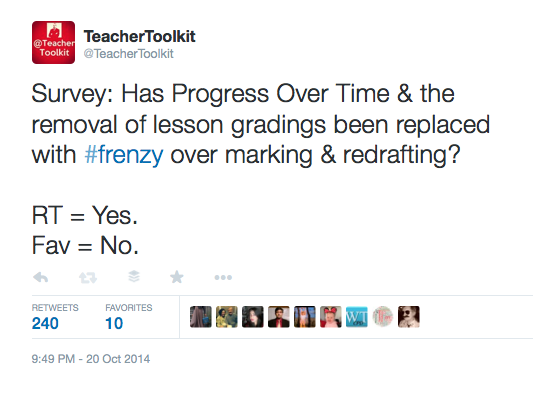 @Teacher
Toolkit
TeacherToolkit
@TeacherToolkit
Survey: Has Progress Over Time & the
removal of lesson gradings been replaced
with #frenzy over marking & redrafting?
RT = Yes.
Fav = No.
RETWEETS FAVORITES
240 10
WT
9:49 PM - 20 Oct 2014